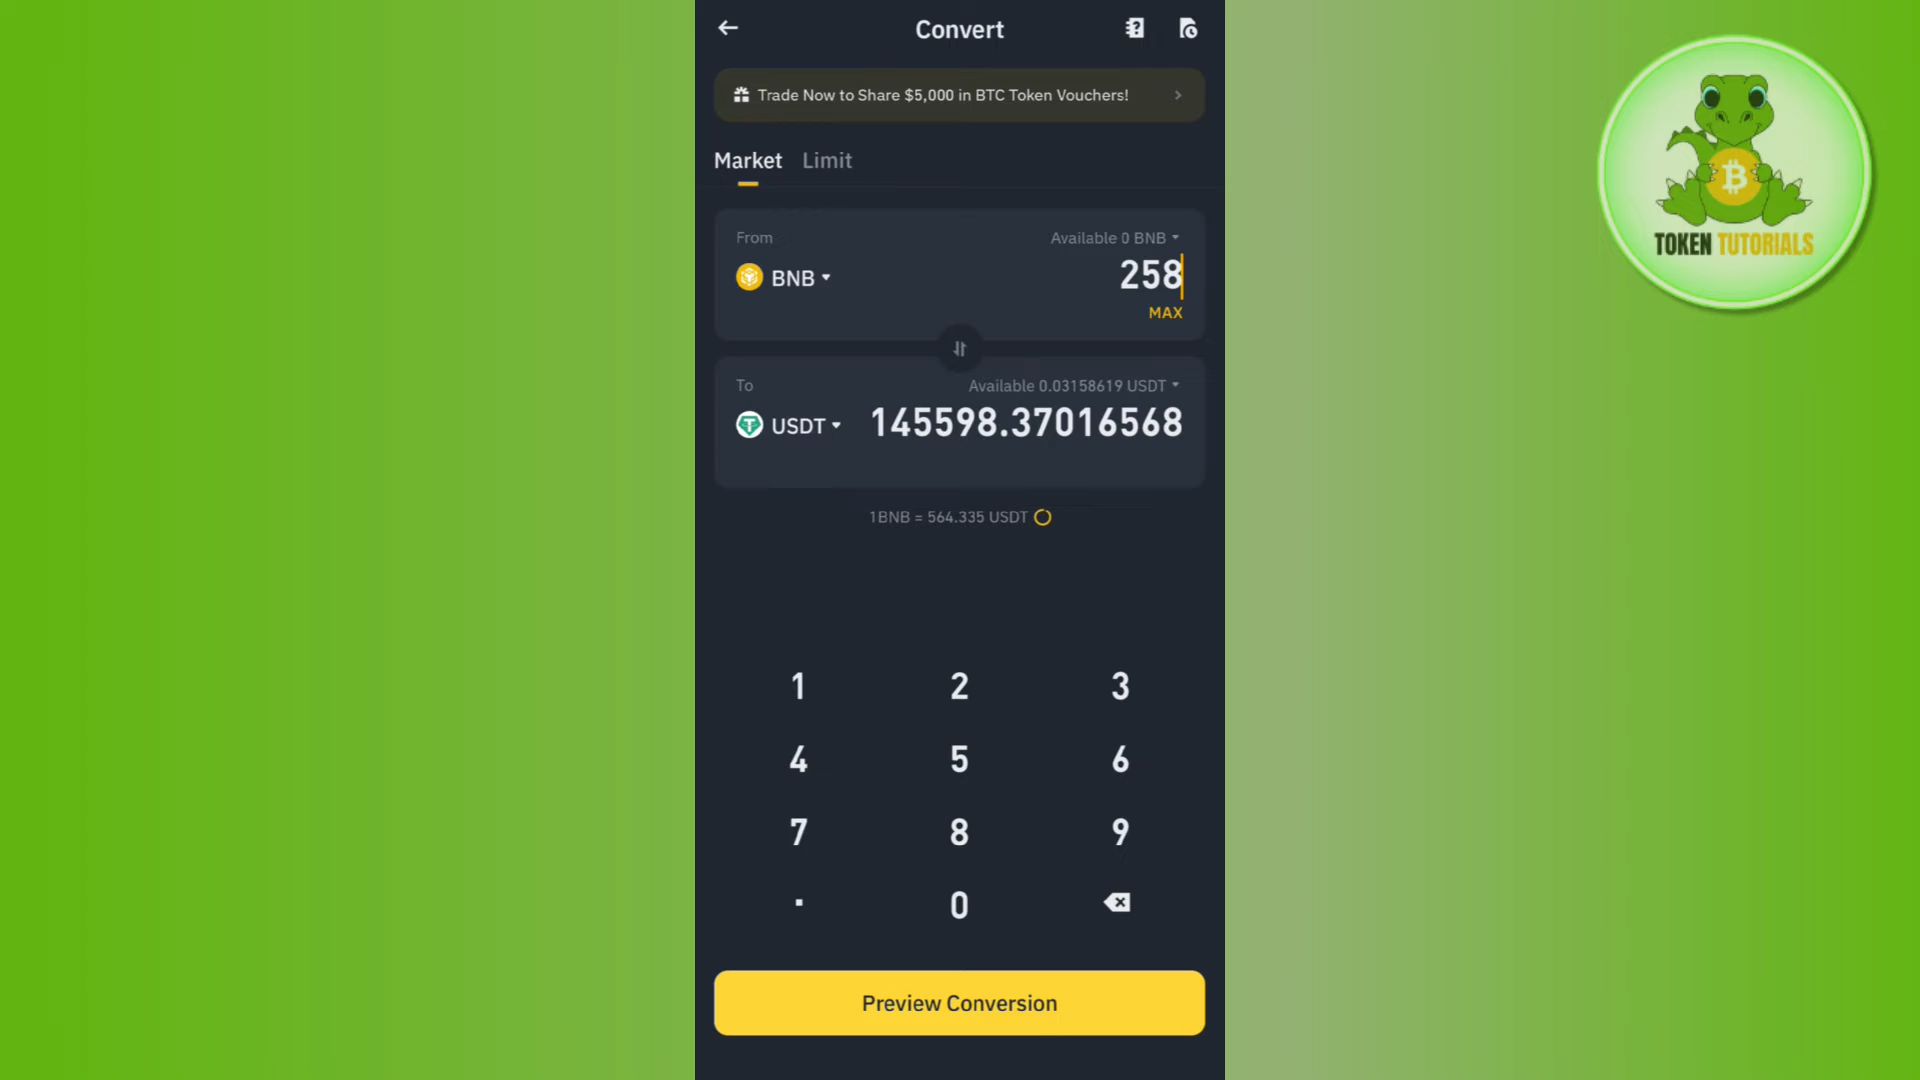 Convert
Trade Now to Share $5,000 in BTC Token Vouchers!
Market Limit
From Available 0 BNB
BNB 258
MAX
To Available 0.03158619 USDT
USDT 145598.37016568
1BNB = 564.335 USDT
1 2 3
4 5 6
7 8 9
. 0
Preview Conversion
TOKEN TUTORIALS